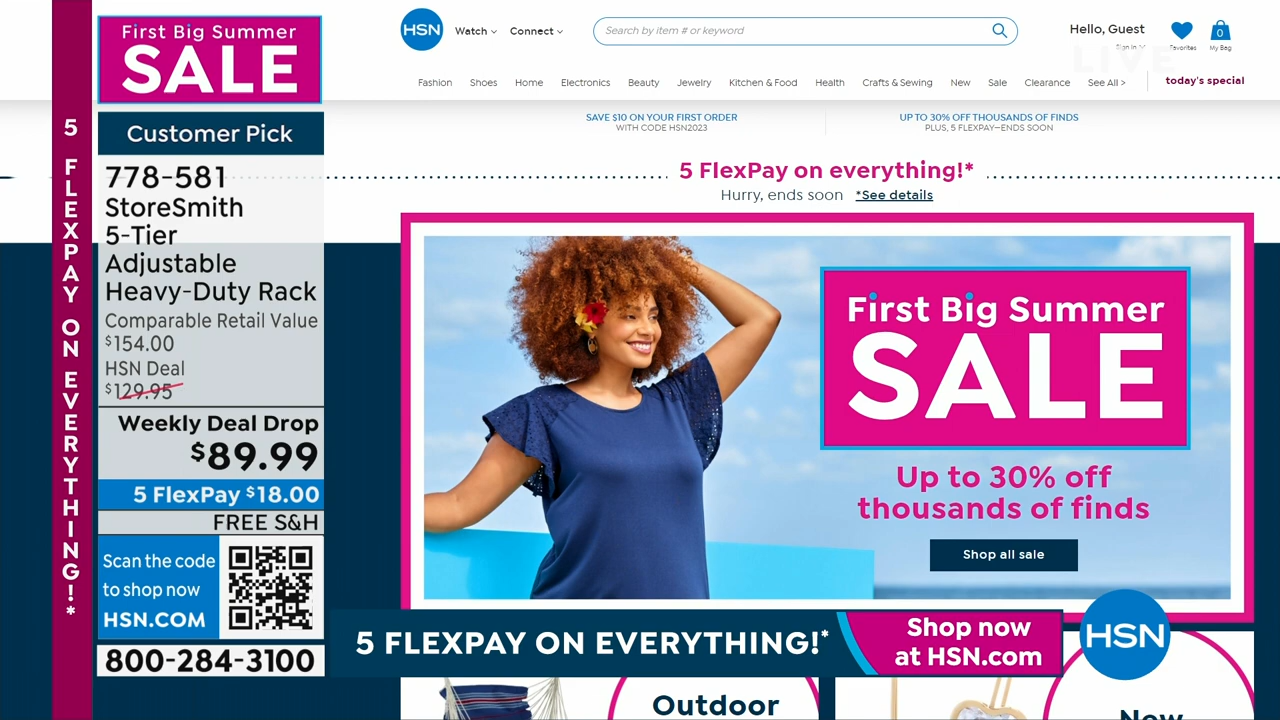 5 FLEXPAY ON EVERYTHING!*
First Big Summer
SALE
Customer Pick
778-581
StoreSmith
5-Tier
Adjustable
Heavy-Duty Rack
Comparable Retail Value
$154.00
HSN Deal
$129.95
Weekly Deal Drop
$89.99
5 FlexPay $18.00
FREE S&H
Scan the code
to shop now
HSN.COM
800-284-3100
HSN
Watch
Connect
Search by item # or keyword
Hello, Guest
Sign in
Favorites
0
My Bag
LIVE
Fashion Shoes Home Electronics Beauty Jewelry Kitchen & Food Health Crafts & Sewing New Sale Clearance See All >
today's special
SAVE $10 ON YOUR FIRST ORDER
WITH CODE HSN2023
UP TO 30% OFF THOUSANDS OF FINDS
PLUS, 5 FLEXPAY—ENDS SOON
5 FlexPay on everything!*
Hurry, ends soon *See details
First Big Summer
SALE
Up to 30% off
thousands of finds
Shop all sale
5 FLEXPAY ON EVERYTHING!*
Shop now
at HSN.com
HSN
Outdoor
New